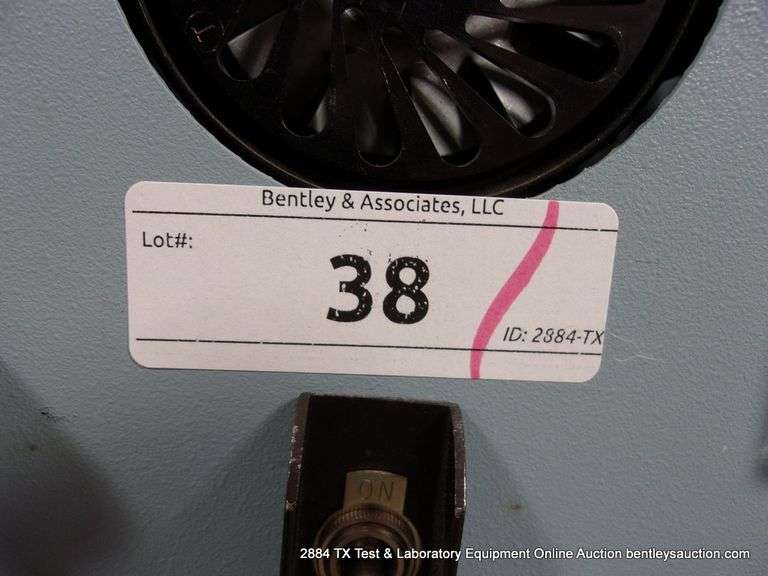 Bentley & Associates, LLC
Lot#:
38
ID: 2884-TX
ON
2884 TX Test & Laboratory Equipment Online Auction bentleysauction.com